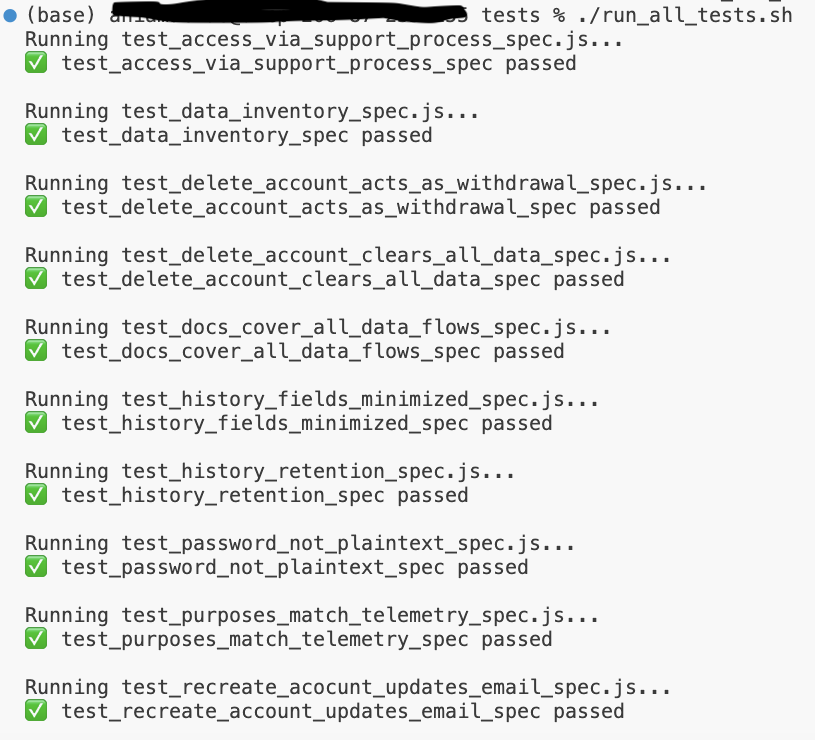 (base) tests % ./run_all_tests.sh
Running test_access_via_support_process_spec.js...
✅ test_access_via_support_process_spec passed
Running test_data_inventory_spec.js...
✅ test_data_inventory_spec passed
Running test_delete_account_acts_as_withdrawal_spec.js...
✅ test_delete_account_acts_as_withdrawal_spec passed
Running test_delete_account_clears_all_data_spec.js...
✅ test_delete_account_clears_all_data_spec passed
Running test_docs_cover_all_data_flows_spec.js...
✅ test_docs_cover_all_data_flows_spec passed
Running test_history_fields_minimized_spec.js...
✅ test_history_fields_minimized_spec passed
Running test_history_retention_spec.js...
✅ test_history_retention_spec passed
Running test_password_not_plaintext_spec.js...
✅ test_password_not_plaintext_spec passed
Running test_purposes_match_telemetry_spec.js...
✅ test_purposes_match_telemetry_spec passed
Running test_recreate_acocunt_updates_email_spec.js...
✅ test_recreate_account_updates_email_spec passed